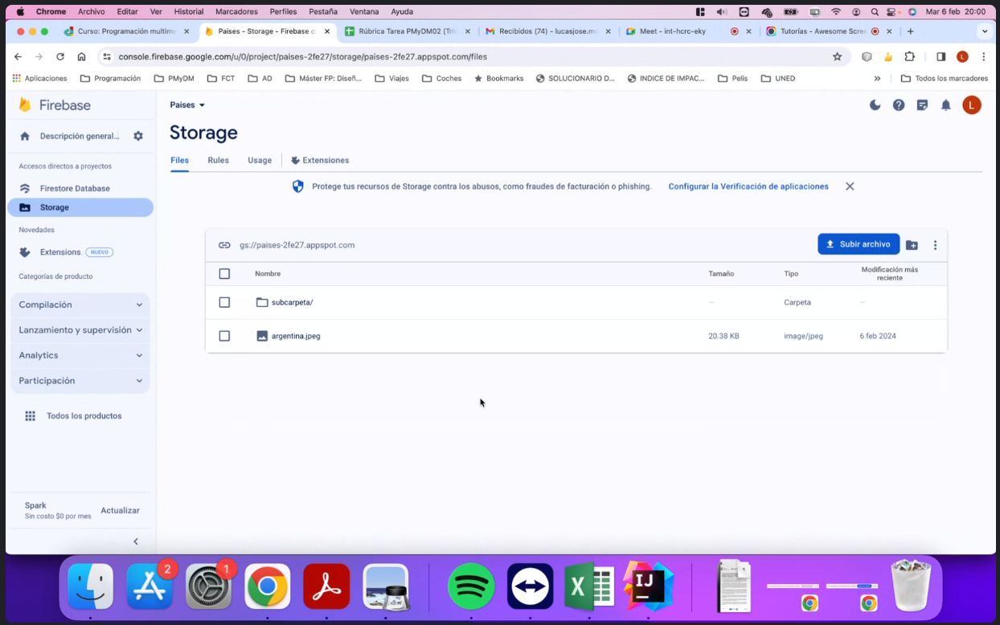 Chrome Archivo Editar Ver Historial Marcadores Perfiles Pestaña Ventana Ayuda Mar 6 feb 20:00
Curso: Programación multime Paises - Storage - Firebase c Rúbrica Tarea PMyDM02 (Trim Recibidos (74) - lucasjose.mo Meet - int-hcrc-eky Tutorías - Awesome Scree
console.firebase.google.com/u/0/project/paises-2fe27/storage/paises-2fe27.appspot.com/files L
Aplicaciones Programación PMyDM FCT AD Máster FP: Diseñ... Viajes Coches Bookmarks SOLUCIONARIO D... INDICE DE IMPAC... Pelis UNED » Todos los marcadores
Firebase
Paises
L
Descripción general...
Storage
Accesos directos a proyectos
Files Rules Usage Extensiones
Firestore Database
Protege tus recursos de Storage contra los abusos, como fraudes de facturación o phishing. Configurar la Verificación de aplicaciones
Storage
Novedades
Extensions NUEVO
gs://paises-2fe27.appspot.com
Subir archivo
Categorías de producto
Nombre Tamaño Tipo Modificación más
reciente
Compilación
subcarpeta/ — Carpeta —
Lanzamiento y supervisión
argentina.jpeg 20.38 KB image/jpeg 6 feb 2024
Analytics
Participación
Todos los productos
Spark
Sin costo $0 por mes
Actualizar
2
1
X
IJ